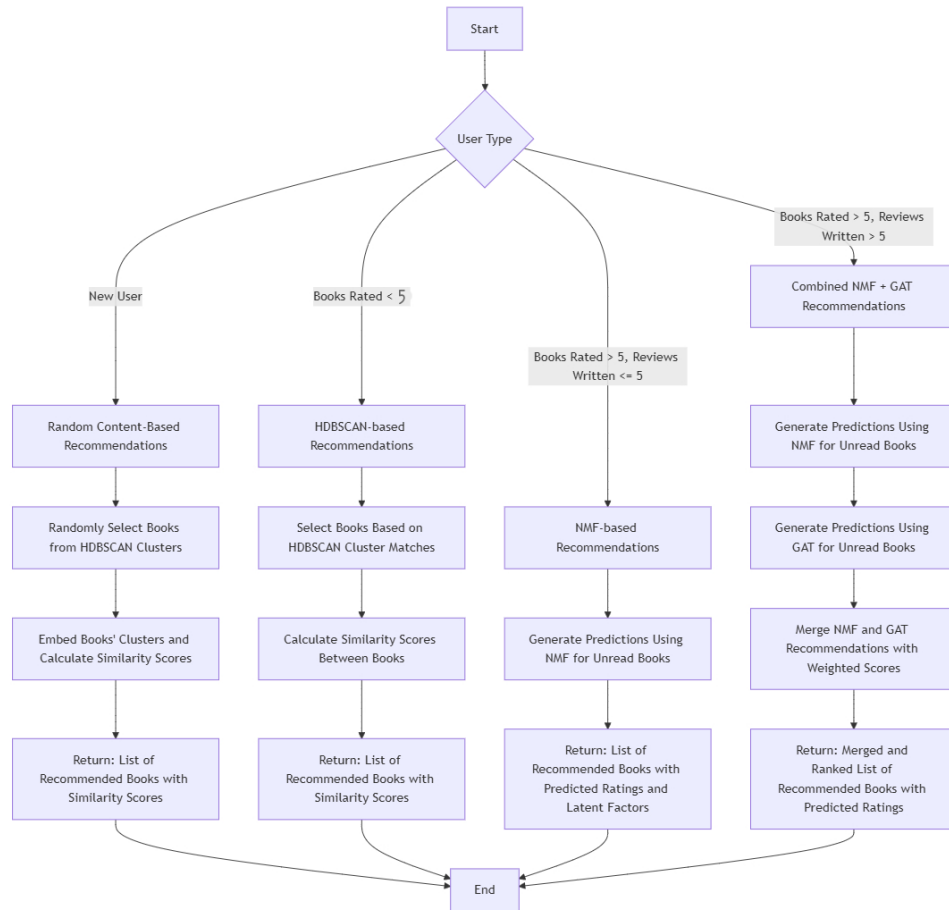 Start
User Type
Books Rated > 5, Reviews
Written > 5
New User
Books Rated < 5
Combined NMF + GAT
Recommendations
Books Rated > 5, Reviews
Written <= 5
Random Content-Based
Recommendations
HDBSCAN-based
Recommendations
Generate Predictions Using
NMF for Unread Books
Randomly Select Books
from HDBSCAN Clusters
Select Books Based on
HDBSCAN Cluster Matches
NMF-based
Recommendations
Generate Predictions Using
GAT for Unread Books
Embed Books' Clusters and
Calculate Similarity Scores
Calculate Similarity Scores
Between Books
Generate Predictions Using
NMF for Unread Books
Merge NMF and GAT
Recommendations with
Weighted Scores
Return: List of
Recommended Books with
Similarity Scores
Return: List of
Recommended Books with
Similarity Scores
Return: List of
Recommended Books with
Predicted Ratings and
Latent Factors
Return: Merged and
Ranked List of
Recommended Books with
Predicted Ratings
End